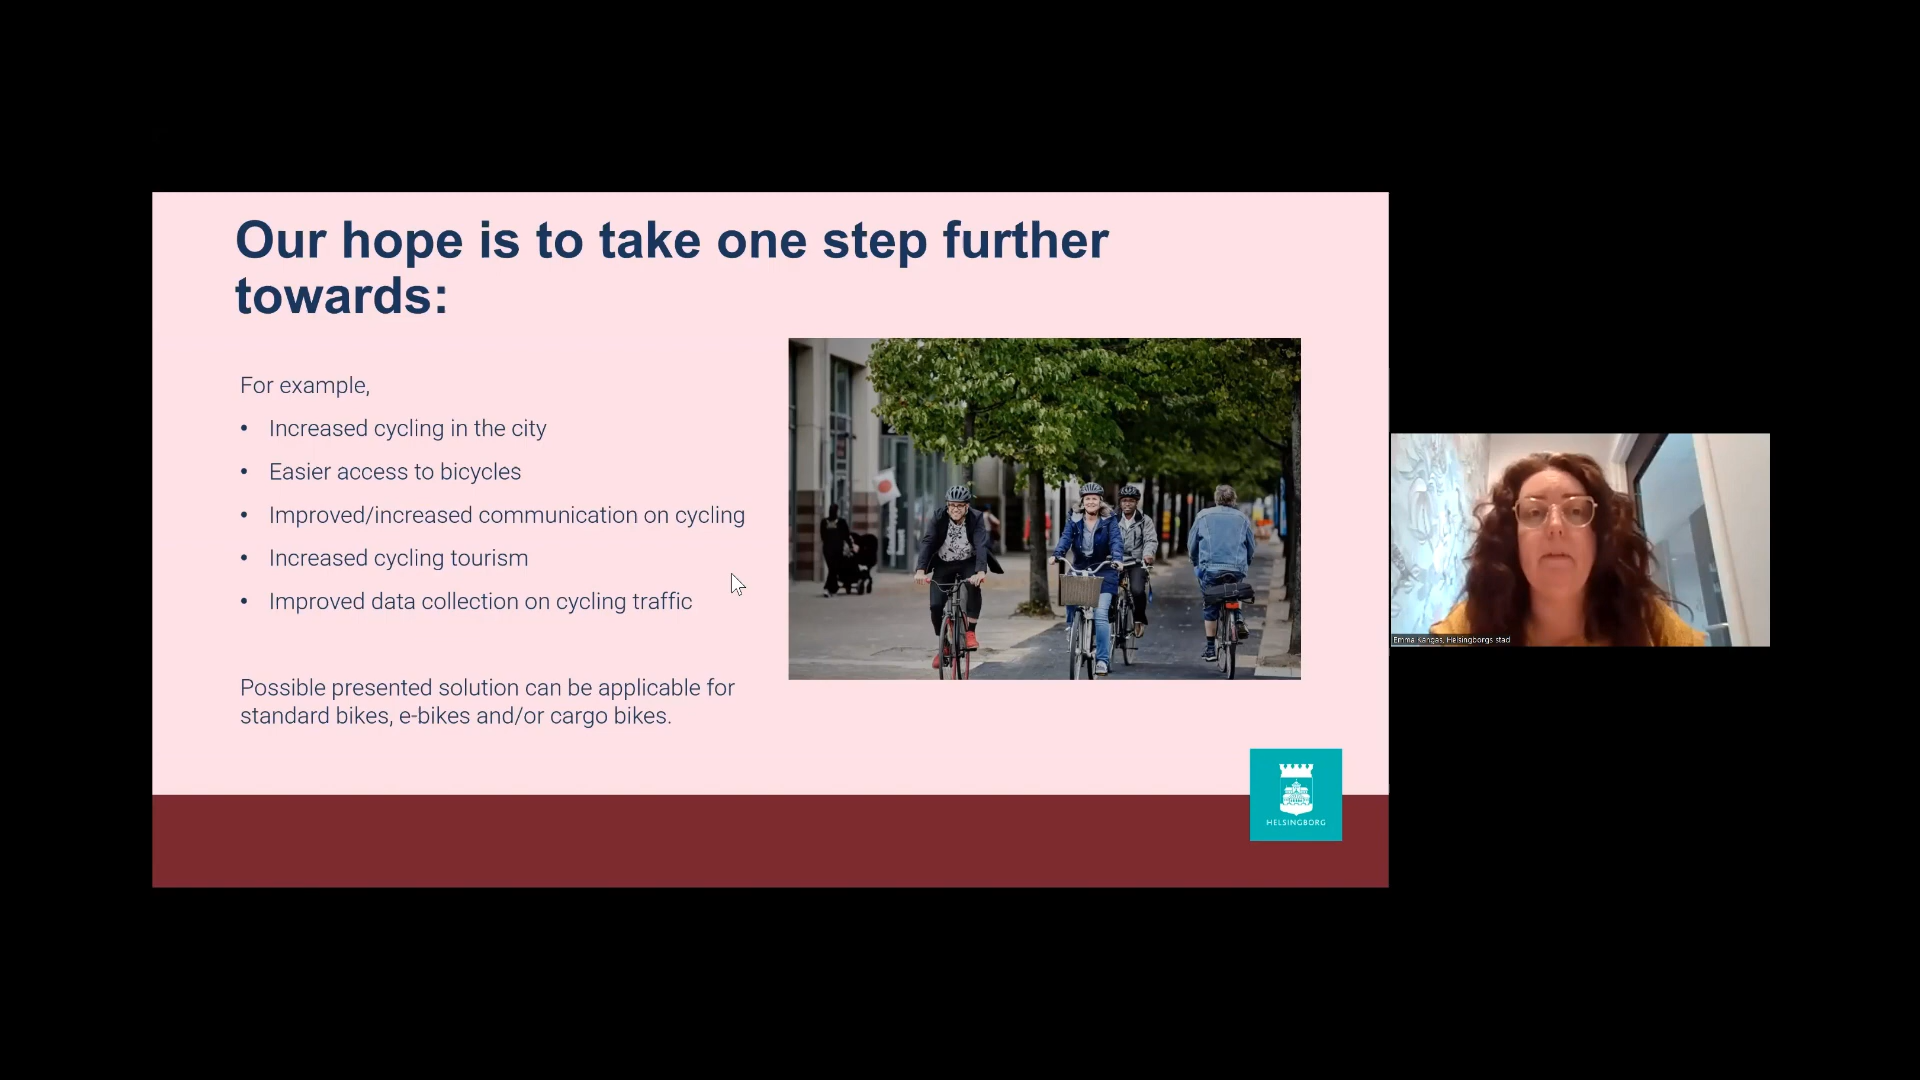 Our hope is to take one step further
towards:
For example,
• Increased cycling in the city
• Easier access to bicycles
• Improved/increased communication on cycling
• Increased cycling tourism
• Improved data collection on cycling traffic
Possible presented solution can be applicable for
standard bikes, e-bikes and/or cargo bikes.
HELSINGBORG
Emma Kangas, Helsingborgs stad